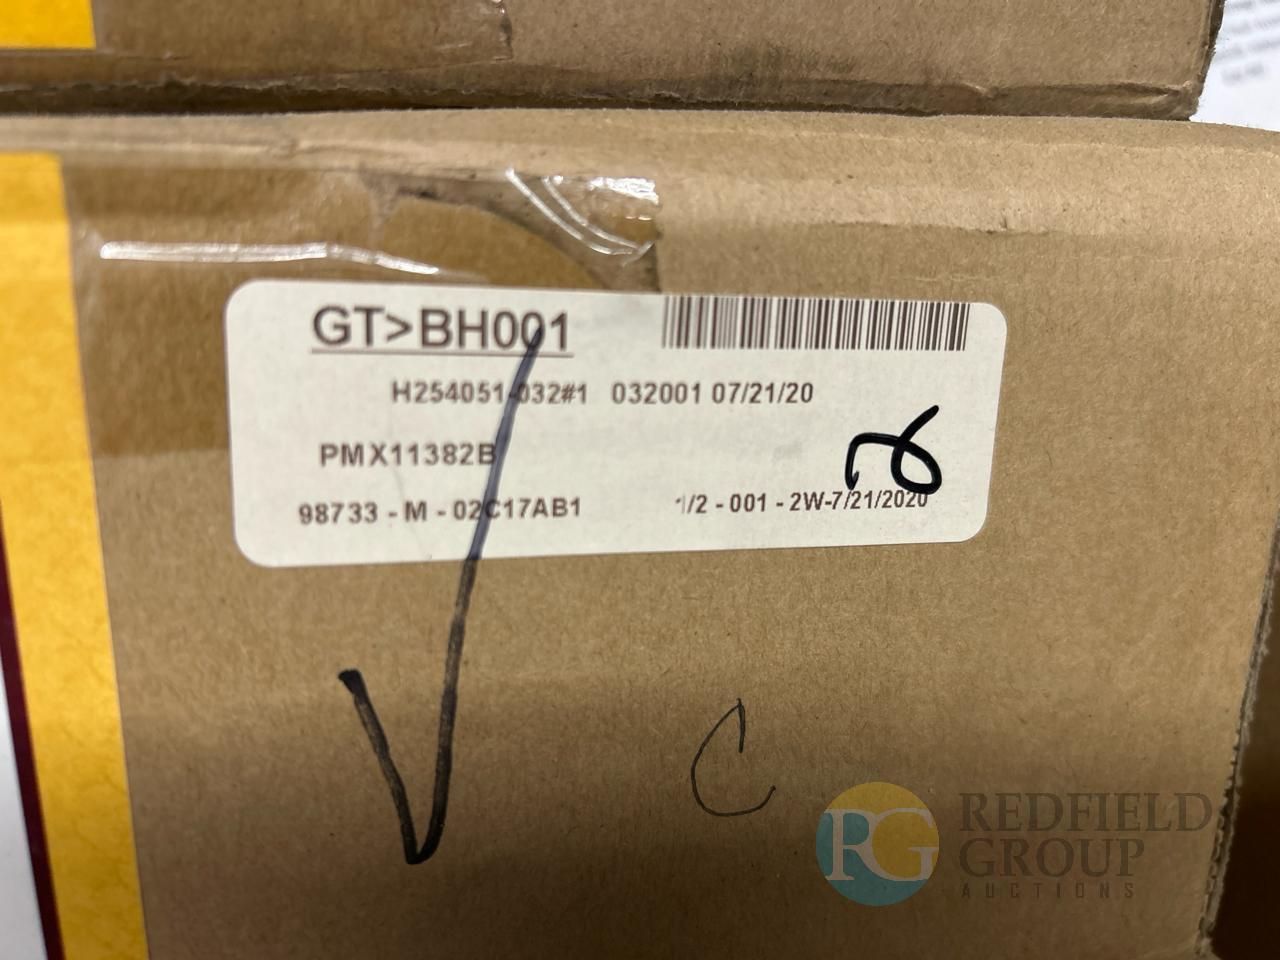 GT>BH001
H254051-032#1 032001 07/21/20
PMX11382B
98733 - M - 02C17AB1 1/2 - 001 - 2W-7/21/2020
C
RG REDFIELD
GROUP
AUCTIONS